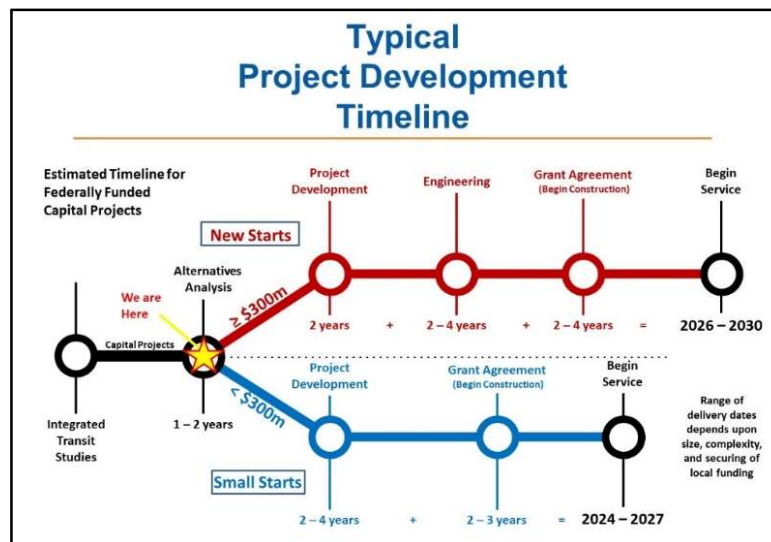 Typical
Project Development
Timeline
Estimated Timeline for
Federally Funded
Capital Projects
Project
Development
Engineering
Grant Agreement
(Begin Construction)
Begin
Service
New Starts
Alternatives
Analysis
We are
Here
≥ $300m
2 years + 2 – 4 years + 2 – 4 years = 2026 – 2030
Capital Projects
Integrated
Transit
Studies
1 – 2 years
< $300m
Project
Development
Grant Agreement
(Begin Construction)
Begin
Service
Small Starts
2 – 4 years + 2 – 3 years = 2024 – 2027
Range of
delivery dates
depends upon
size, complexity,
and securing of
local funding